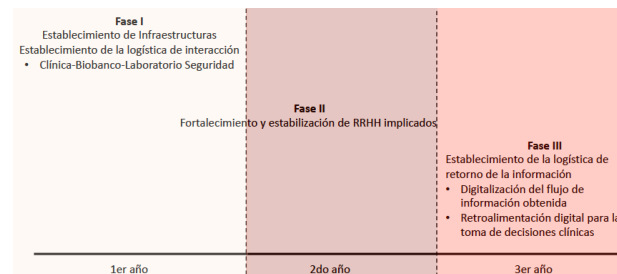 Fase I
Establecimiento de Infraestructuras
Establecimiento de la logística de interacción
• Clínica-Biobanco-Laboratorio Seguridad
Fase II
Fortalecimiento y estabilización de RRHH implicados
Fase III
Establecimiento de la logística de
retorno de la información
• Digitalización del flujo de
información obtenida
• Retroalimentación digital para la
toma de decisiones clínicas
1er año
2do año
3er año